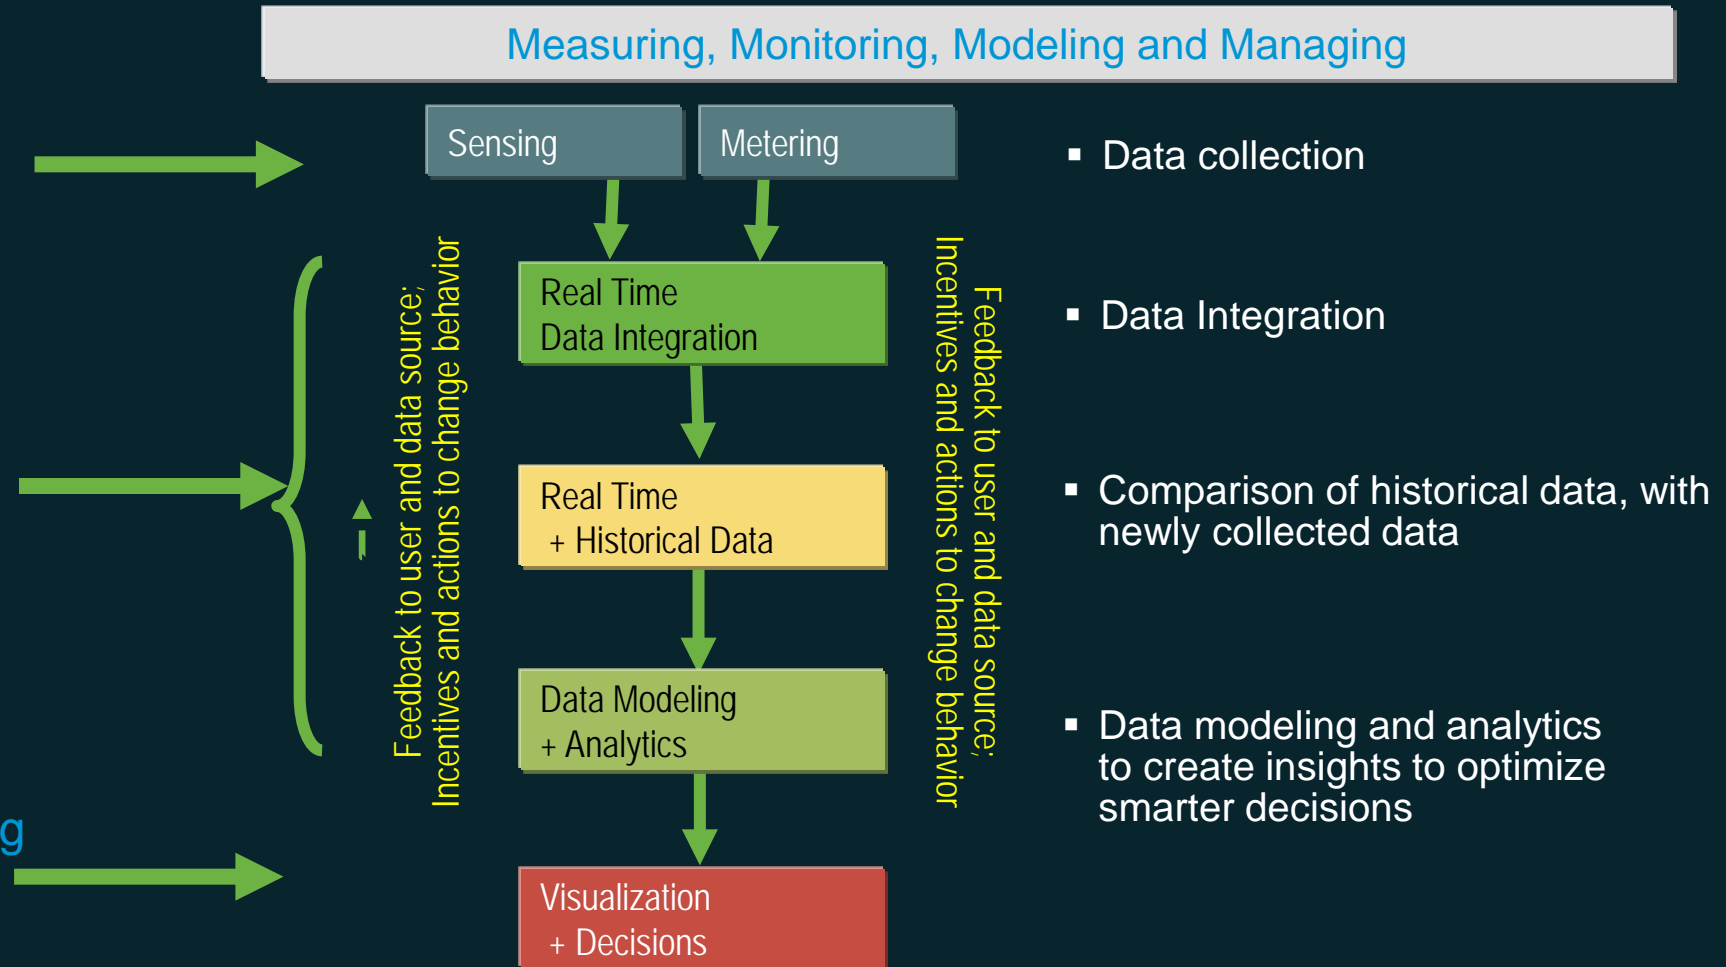 Measuring, Monitoring, Modeling and Managing
Sensing
Metering
▪ Data collection
Feedback to user and data source;
Incentives and actions to change behavior
Real Time
Data Integration
Feedback to user and data source;
Incentives and actions to change behavior
▪ Data Integration
Real Time
+ Historical Data
▪ Comparison of historical data, with
newly collected data
Data Modeling
+ Analytics
▪ Data modeling and analytics
to create insights to optimize
smarter decisions
g
Visualization
+ Decisions